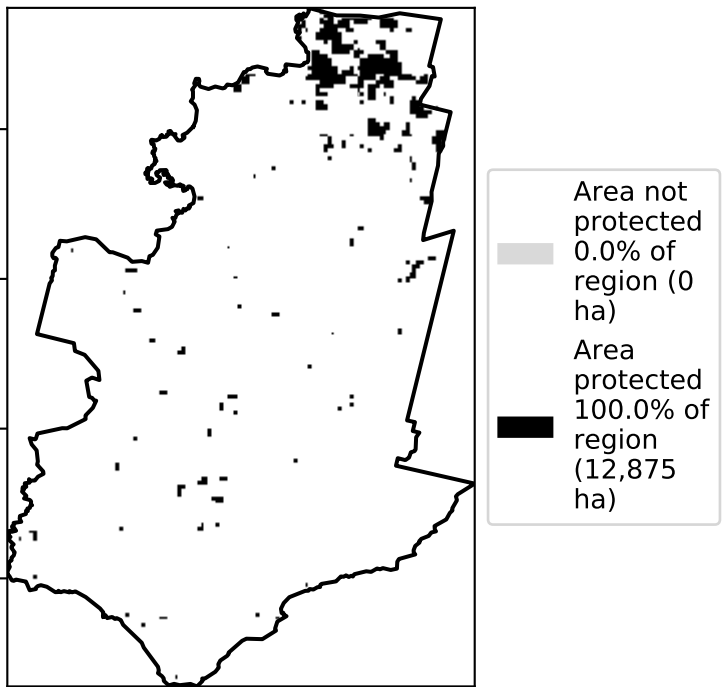 Area not
protected
0.0% of
region (0
ha)
Area
protected
100.0% of
region
(12,875
ha)